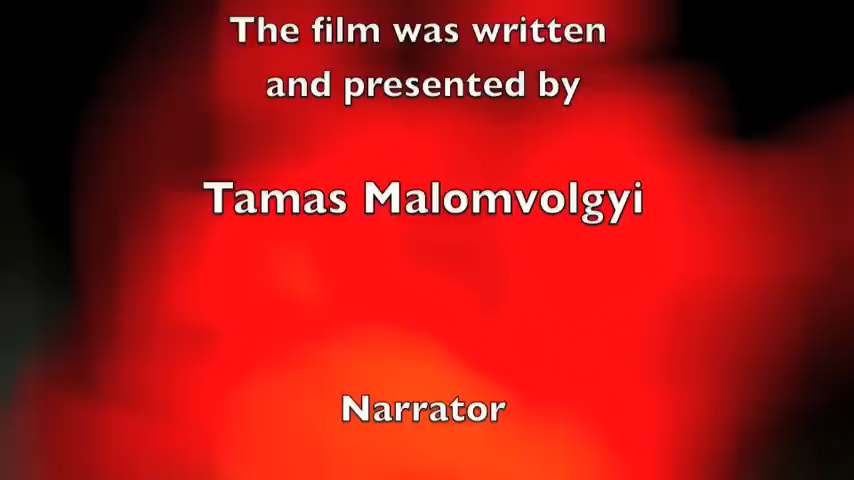 The film was written
and presented by
Tamas Malomvolgyi
Narrator